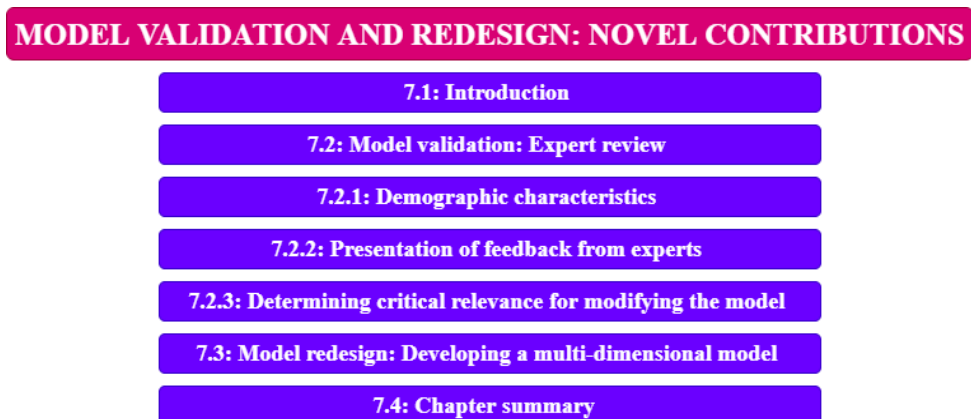 MODEL VALIDATION AND REDESIGN: NOVEL CONTRIBUTIONS
7.1: Introduction
7.2: Model validation: Expert review
7.2.1: Demographic characteristics
7.2.2: Presentation of feedback from experts
7.2.3: Determining critical relevance for modifying the model
7.3: Model redesign: Developing a multi-dimensional model
7.4: Chapter summary